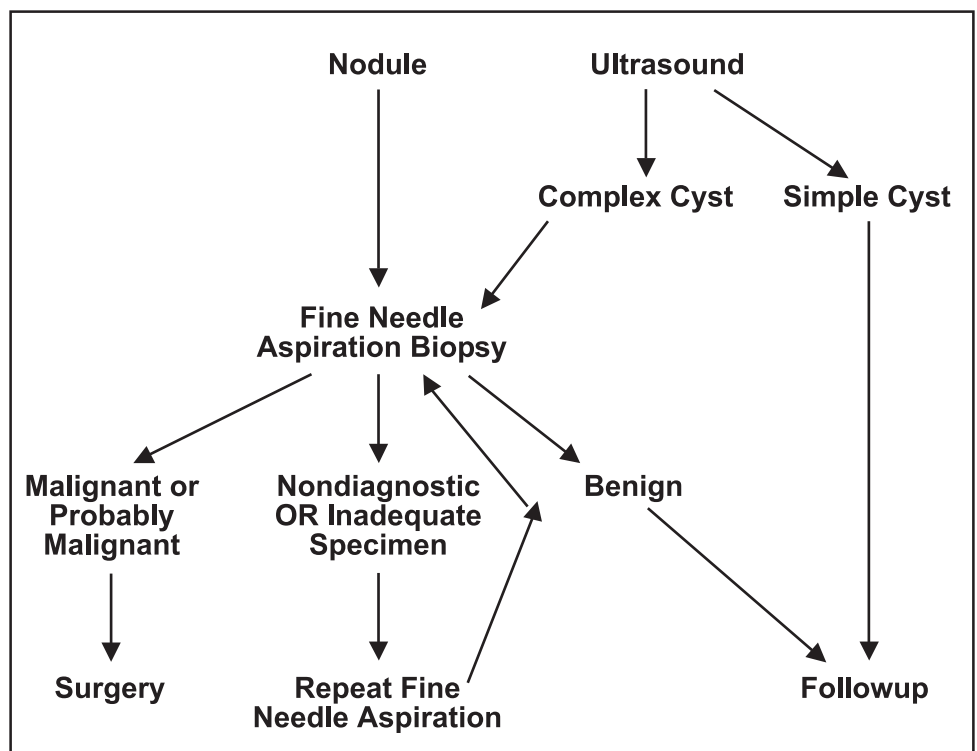 Nodule
Ultrasound
Complex Cyst
Simple Cyst
Fine Needle
Aspiration Biopsy
Malignant or
Probably
Malignant
Nondiagnostic
OR Inadequate
Specimen
Benign
Surgery
Repeat Fine
Needle Aspiration
Followup